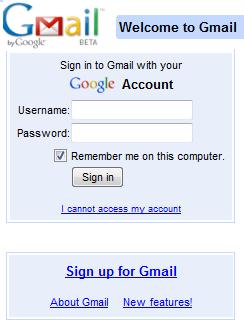 Gmail
by Google BETA
Welcome to Gmail
Sign in to Gmail with your
Google Account
Username:
Password:
Remember me on this computer.
Sign in
I cannot access my account
Sign up for Gmail
About Gmail New features!